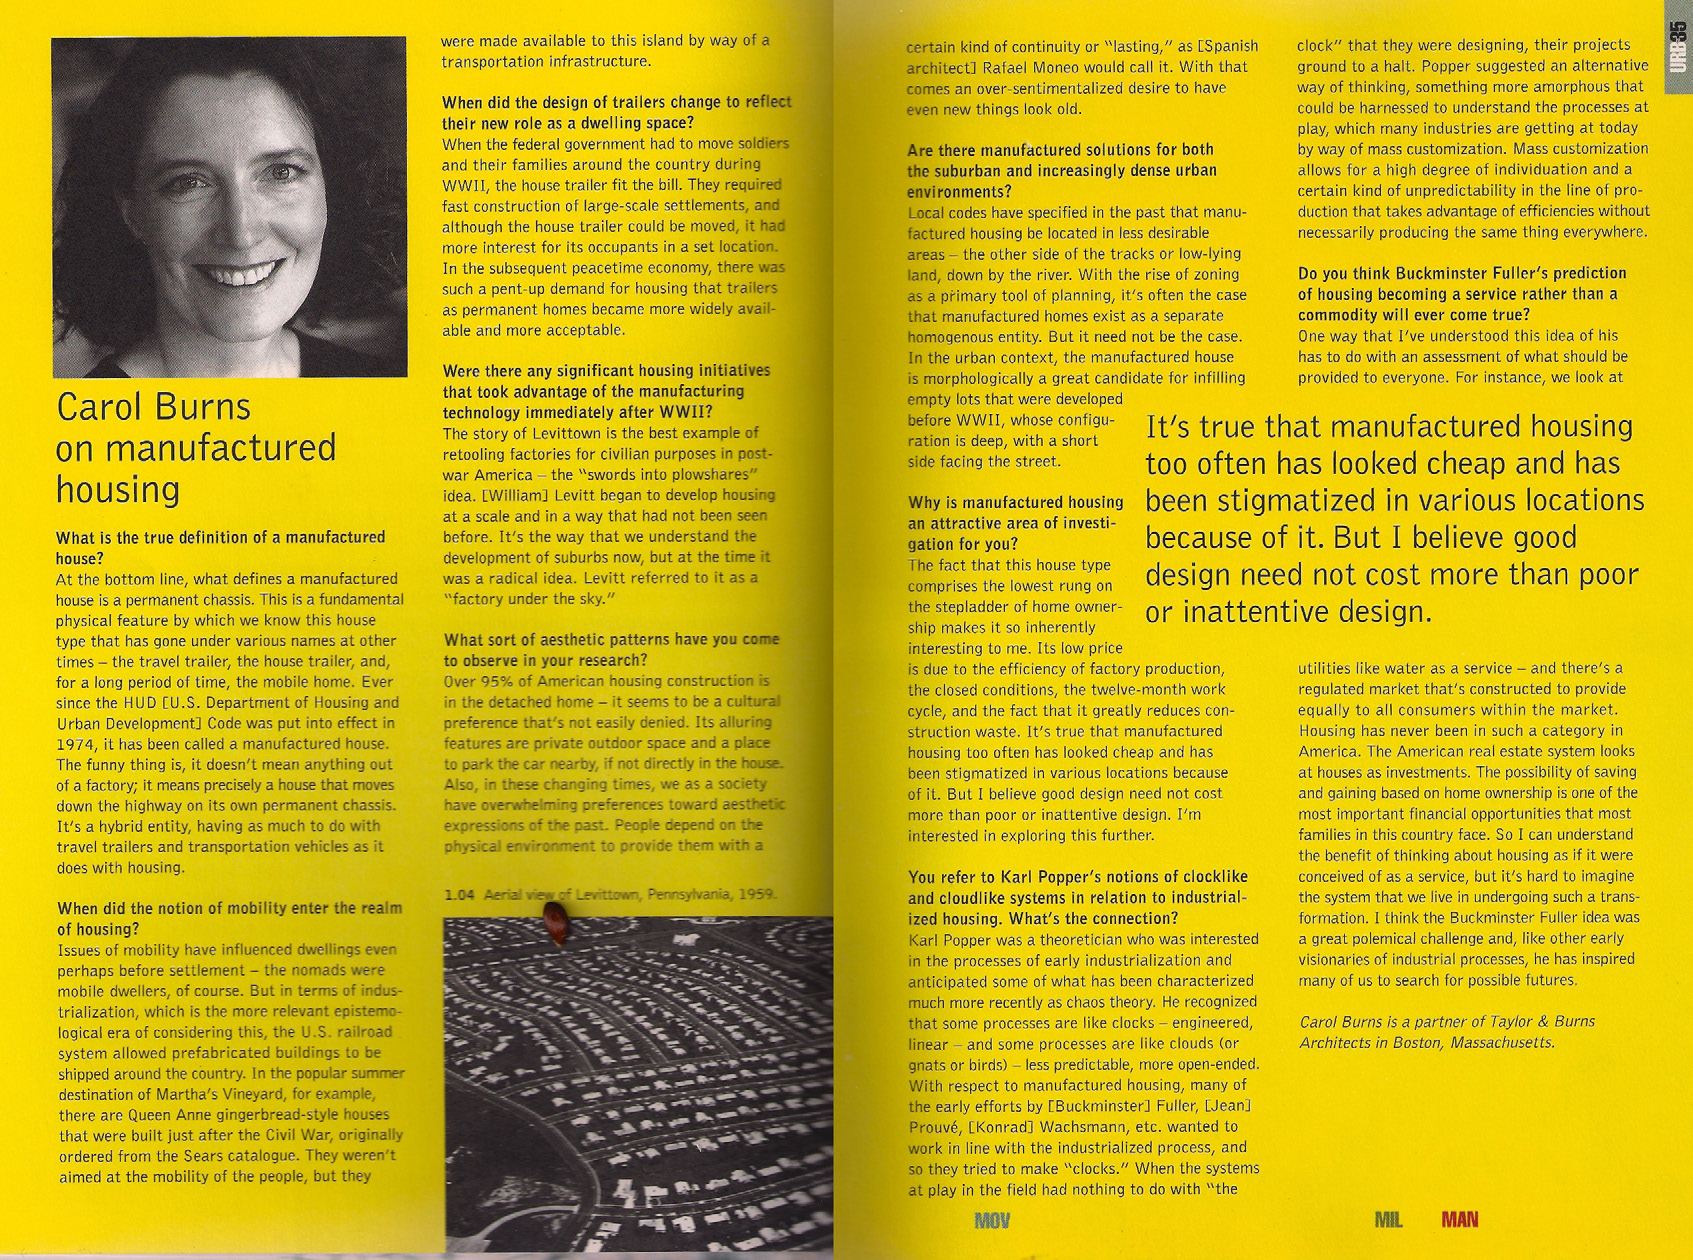 Carol Burns
on manufactured
housing
What is the true definition of a manufactured
house?
At the bottom line, what defines a manufactured
house is a permanent chassis. This is a fundamental
physical feature by which we know this house
type that has gone under various names at other
times – the travel trailer, the house trailer, and,
for a long period of time, the mobile home. Ever
since the HUD [U.S. Department of Housing and
Urban Development] Code was put into effect in
1974, it has been called a manufactured house.
The funny thing is, it doesn't mean anything out
of a factory; it means precisely a house that moves
down the highway on its own permanent chassis.
It's a hybrid entity, having as much to do with
travel trailers and transportation vehicles as it
does with housing.
When did the notion of mobility enter the realm
of housing?
Issues of mobility have influenced dwellings even
perhaps before settlement – the nomads were
mobile dwellers, of course. But in terms of indus-
trialization, which is the more relevant epistemo-
logical era of considering this, the U.S. railroad
system allowed prefabricated buildings to be
shipped around the country. In the popular summer
destination of Martha's Vineyard, for example,
there are Queen Anne gingerbread-style houses
that were built just after the Civil War, originally
ordered from the Sears catalogue. They weren't
aimed at the mobility of the people, but they
were made available to this island by way of a
transportation infrastructure.
When did the design of trailers change to reflect
their new role as a dwelling space?
When the federal government had to move soldiers
and their families around the country during
WWII, the house trailer fit the bill. They required
fast construction of large-scale settlements, and
although the house trailer could be moved, it had
more interest for its occupants in a set location.
In the subsequent peacetime economy, there was
such a pent-up demand for housing that trailers
as permanent homes became more widely avail-
able and more acceptable.
Were there any significant housing initiatives
that took advantage of the manufacturing
technology immediately after WWII?
The story of Levittown is the best example of
retooling factories for civilian purposes in post-
war America – the "swords into plowshares"
idea. [William] Levitt began to develop housing
at a scale and in a way that had not been seen
before. It's the way that we understand the
development of suburbs now, but at the time it
was a radical idea. Levitt referred to it as a
"factory under the sky."
What sort of aesthetic patterns have you come
to observe in your research?
Over 95% of American housing construction is
in the detached home – it seems to be a cultural
preference that's not easily denied. Its alluring
features are private outdoor space and a place
to park the car nearby, if not directly in the house.
Also, in these changing times, we as a society
have overwhelming preferences toward aesthetic
expressions of the past. People depend on the
physical environment to provide them with a
1.04 Aerial view of Levittown, Pennsylvania, 1959.
certain kind of continuity or "lasting," as [Spanish
architect] Rafael Moneo would call it. With that
comes an over-sentimentalized desire to have
even new things look old.
Are there manufactured solutions for both
the suburban and increasingly dense urban
environments?
Local codes have specified in the past that manu-
factured housing be located in less desirable
areas – the other side of the tracks or low-lying
land, down by the river. With the rise of zoning
as a primary tool of planning, it's often the case
that manufactured homes exist as a separate
homogenous entity. But it need not be the case.
In the urban context, the manufactured house
is morphologically a great candidate for infilling
empty lots that were developed
before WWII, whose configu-
ration is deep, with a short
side facing the street.
Why is manufactured housing
an attractive area of investi-
gation for you?
The fact that this house type
comprises the lowest rung on
the stepladder of home owner-
ship makes it so inherently
interesting to me. Its low price
is due to the efficiency of factory production,
the closed conditions, the twelve-month work
cycle, and the fact that it greatly reduces con-
struction waste. It's true that manufactured
housing too often has looked cheap and has
been stigmatized in various locations because
of it. But I believe good design need not cost
more than poor or inattentive design. I'm
interested in exploring this further.
You refer to Karl Popper's notions of clocklike
and cloudlike systems in relation to industrial-
ized housing. What's the connection?
Karl Popper was a theoretician who was interested
in the processes of early industrialization and
anticipated some of what has been characterized
much more recently as chaos theory. He recognized
that some processes are like clocks – engineered,
linear – and some processes are like clouds (or
gnats or birds) – less predictable, more open-ended.
With respect to manufactured housing, many of
the early efforts by [Buckminster] Fuller, [Jean]
Prouvé, [Konrad] Wachsmann, etc. wanted to
work in line with the industrialized process, and
so they tried to make "clocks." When the systems
at play in the field had nothing to do with "the
clock" that they were designing, their projects
ground to a halt. Popper suggested an alternative
way of thinking, something more amorphous that
could be harnessed to understand the processes at
play, which many industries are getting at today
by way of mass customization. Mass customization
allows for a high degree of individuation and a
certain kind of unpredictability in the line of pro-
duction that takes advantage of efficiencies without
necessarily producing the same thing everywhere.
Do you think Buckminster Fuller's prediction
of housing becoming a service rather than a
commodity will ever come true?
One way that I've understood this idea of his
has to do with an assessment of what should be
provided to everyone. For instance, we look at
It's true that manufactured housing
too often has looked cheap and has
been stigmatized in various locations
because of it. But I believe good
design need not cost more than poor
or inattentive design.
utilities like water as a service – and there's a
regulated market that's constructed to provide
equally to all consumers within the market.
Housing has never been in such a category in
America. The American real estate system looks
at houses as investments. The possibility of saving
and gaining based on home ownership is one of the
most important financial opportunities that most
families in this country face. So I can understand
the benefit of thinking about housing as if it were
conceived of as a service, but it's hard to imagine
the system that we live in undergoing such a trans-
formation. I think the Buckminster Fuller idea was
a great polemical challenge and, like other early
visionaries of industrial processes, he has inspired
many of us to search for possible futures.
Carol Burns is a partner of Taylor & Burns
Architects in Boston, Massachusetts.
URB35
MOV
MIL MAN